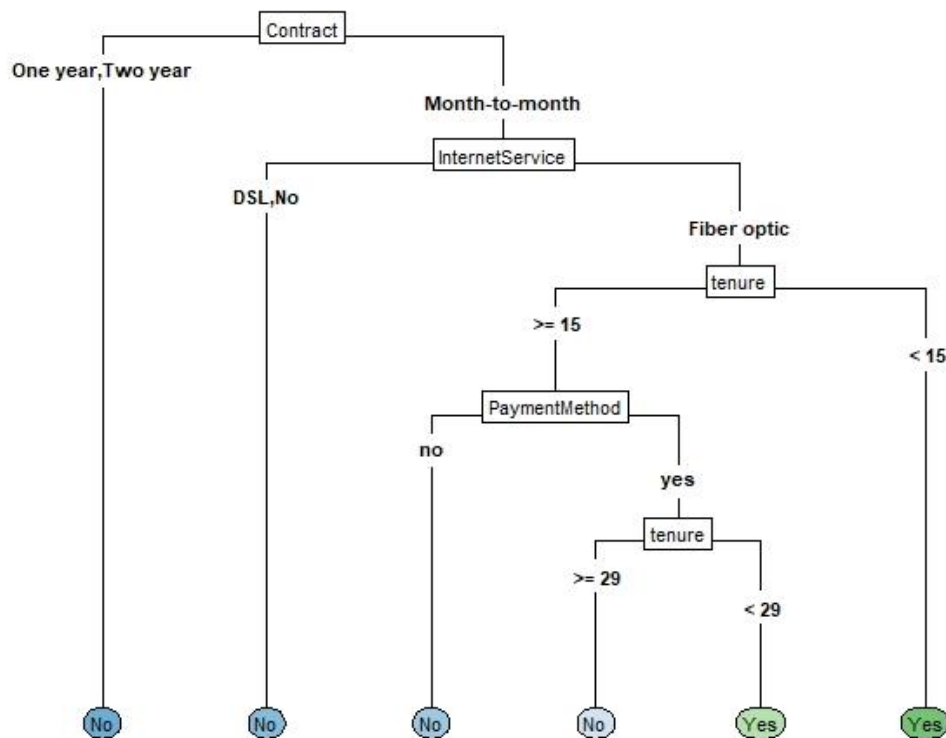 Contract
One year,Two year
Month-to-month
InternetService
DSL,No
Fiber optic
tenure
>= 15
< 15
PaymentMethod
no
yes
tenure
>= 29
< 29
No
No
No
No
Yes
Yes